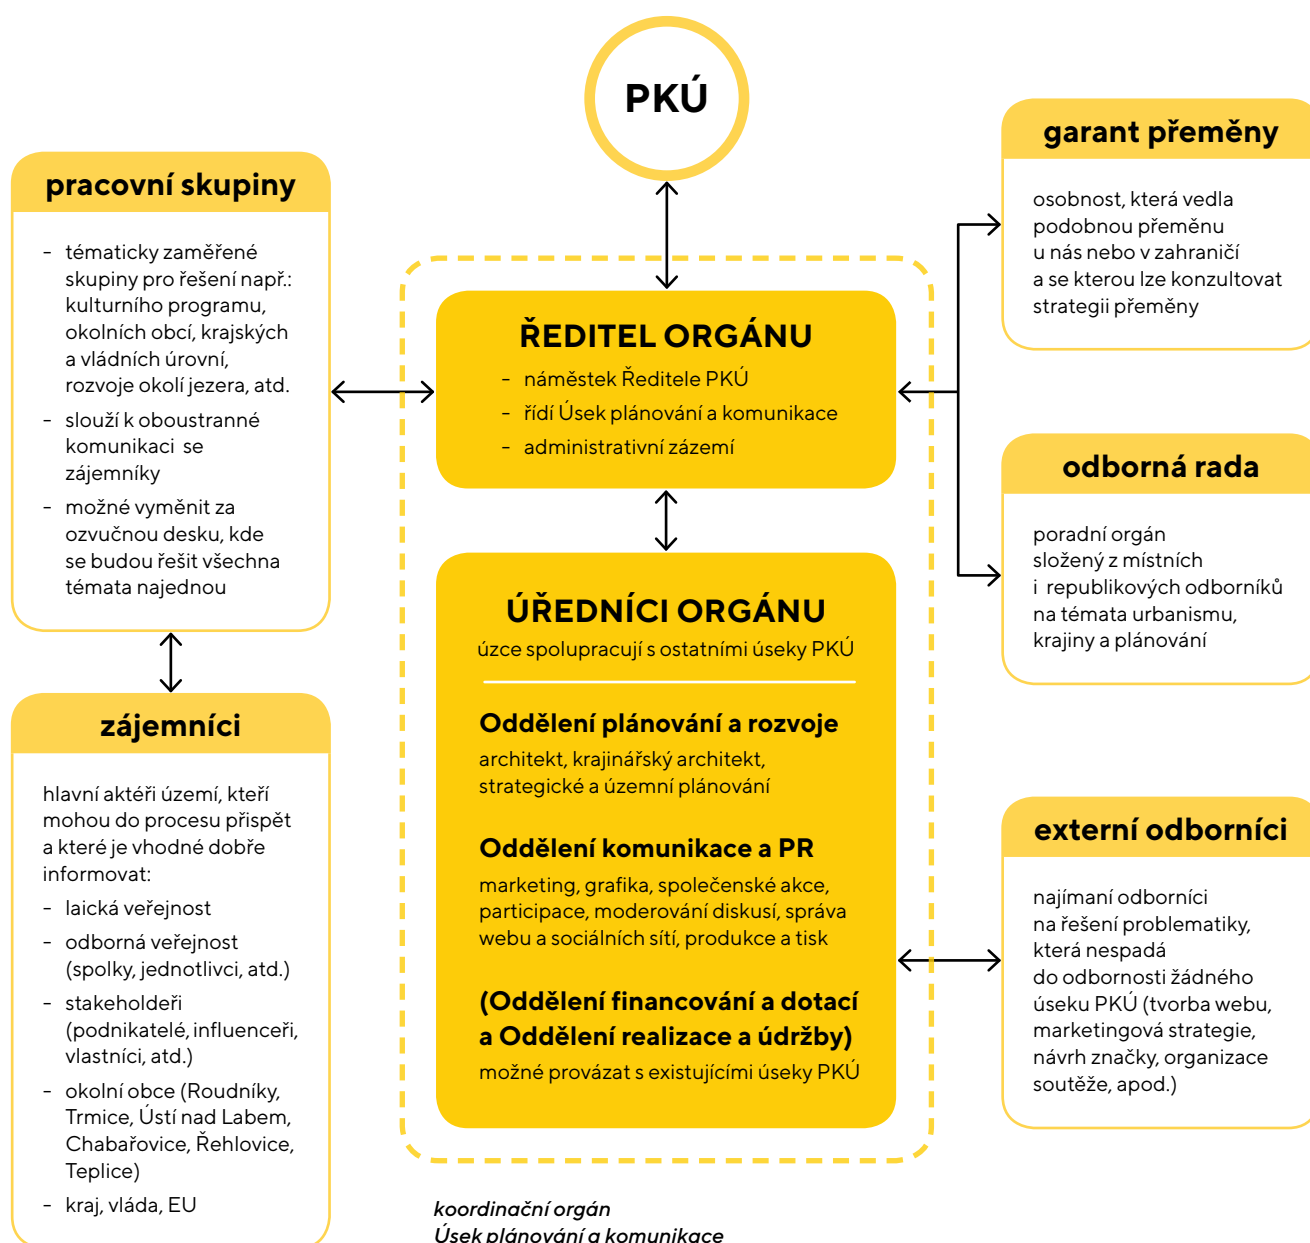 PKÚ
pracovní skupiny
- tématicky zaměřené
skupiny pro řešení např.:
kulturního programu,
okolních obcí, krajských
a vládních úrovní,
rozvoje okolí jezera, atd.
- slouží k oboustranné
komunikaci se
zájemníky
- možné vyměnit za
ozvučnou desku, kde
se budou řešit všechna
témata najednou
zájemníci
hlavní aktéři území, kteří
mohou do procesu přispět
a které je vhodné dobře
informovat:
- laická veřejnost
- odborná veřejnost
(spolky, jednotlivci, atd.)
- stakeholdeři
(podnikatelé, influenceři,
vlastníci, atd.)
- okolní obce (Roudníky,
Trmice, Ústí nad Labem,
Chabařovice, Řehlovice,
Teplice)
- kraj, vláda, EU
ŘEDITEL ORGÁNU
- náměstek Ředitele PKÚ
- řídí Úsek plánování a komunikace
- administrativní zázemí
ÚŘEDNÍCI ORGÁNU
úzce spolupracují s ostatními úseky PKÚ
Oddělení plánování a rozvoje
architekt, krajinářský architekt,
strategické a územní plánování
Oddělení komunikace a PR
marketing, grafika, společenské akce,
participace, moderování diskusí, správa
webu a sociálních sítí, produkce a tisk
(Oddělení financování a dotací
a Oddělení realizace a údržby)
možné provázat s existujícími úseky PKÚ
koordinační orgán
Úsek plánování a komunikace
garant přeměny
osobnost, která vedla
podobnou přeměnu
u nás nebo v zahraničí
a se kterou lze konzultovat
strategii přeměny
odborná rada
poradní orgán
složený z místních
i republikových odborníků
na témata urbanismu,
krajiny a plánování
externí odborníci
najímaní odborníci
na řešení problematiky,
která nespadá
do odbornosti žádného
úseku PKÚ (tvorba webu,
marketingová strategie,
návrh značky, organizace
soutěže, apod.)